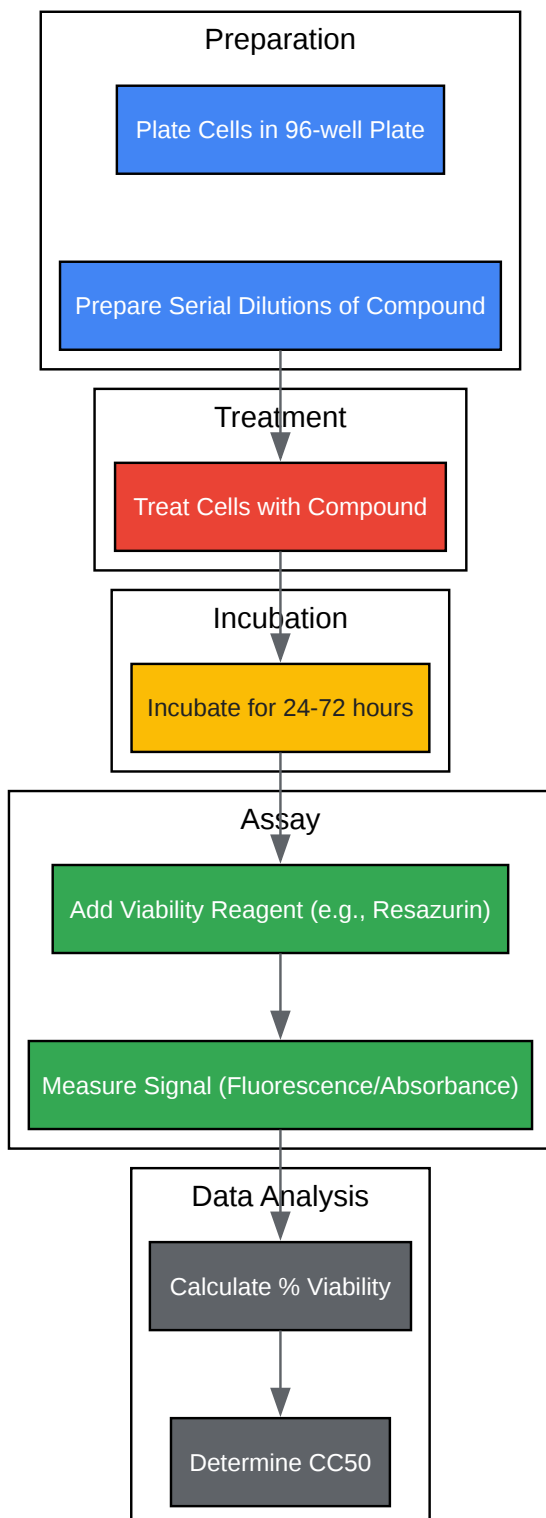 Preparation
Plate Cells in 96-well Plate
Prepare Serial Dilutions of Compound
Treatment
Treat Cells with Compound
Incubation
Incubate for 24-72 hours
Assay
Add Viability Reagent (e.g., Resazurin)
Measure Signal (Fluorescence/Absorbance)
Data Analysis
Calculate % Viability
Determine CC50